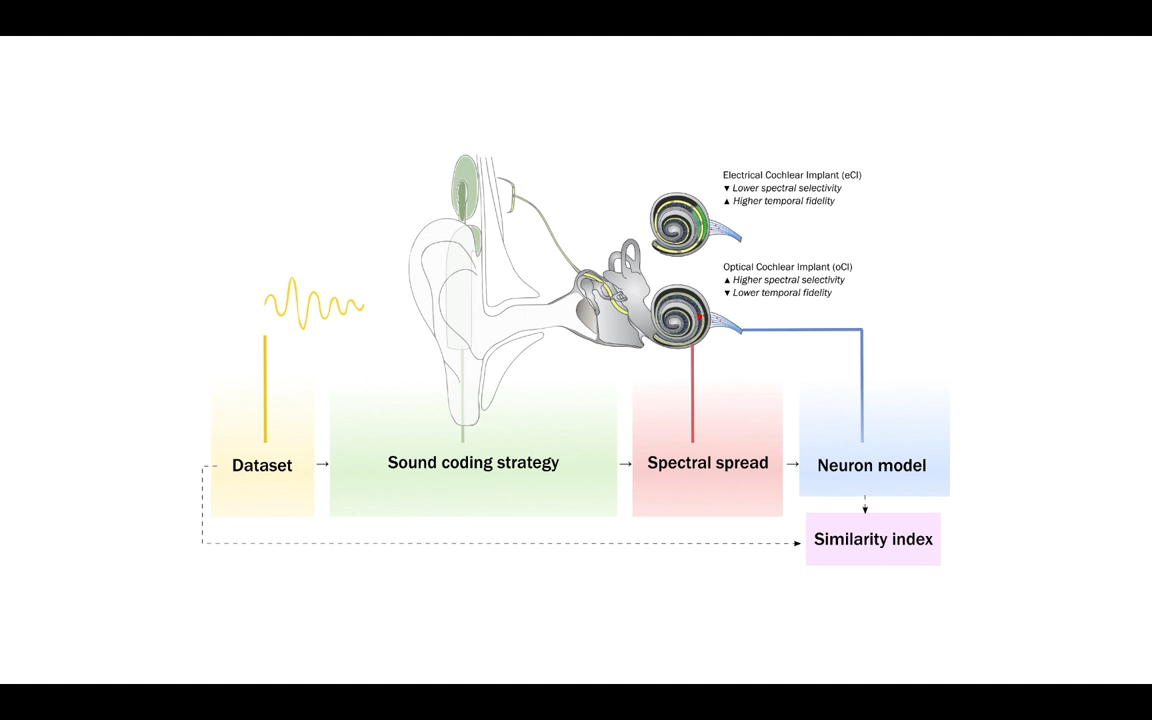 Electrical Cochlear Implant (eCI)
▼ Lower spectral selectivity
▲ Higher temporal fidelity
Optical Cochlear Implant (oCI)
▲ Higher spectral selectivity
▼ Lower temporal fidelity
Dataset
Sound coding strategy
Spectral spread
Neuron model
Similarity index